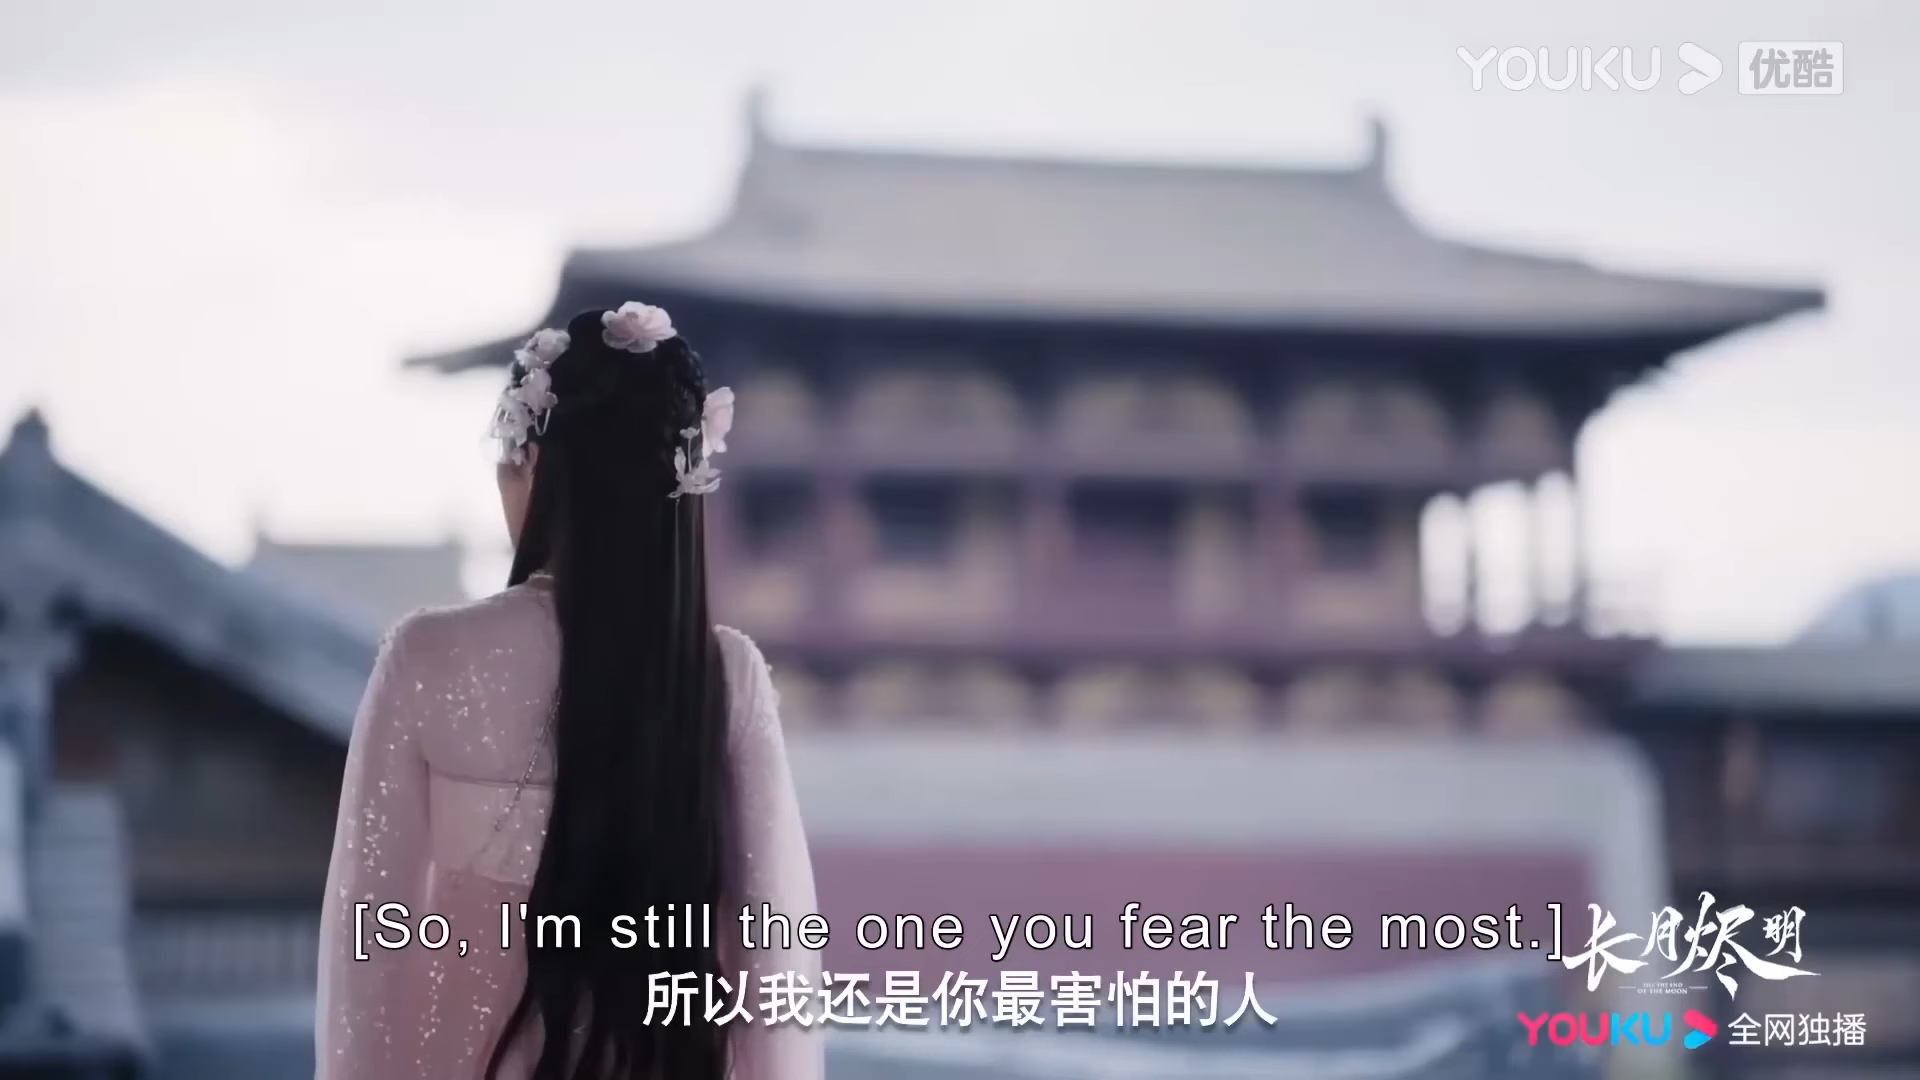 YOUKU 优酷
[So, I'm still the one you fear the most.]
所以我还是你最害怕的人
长月烬明
TILL THE END
OF THE MOON
YOUKU 全网独播